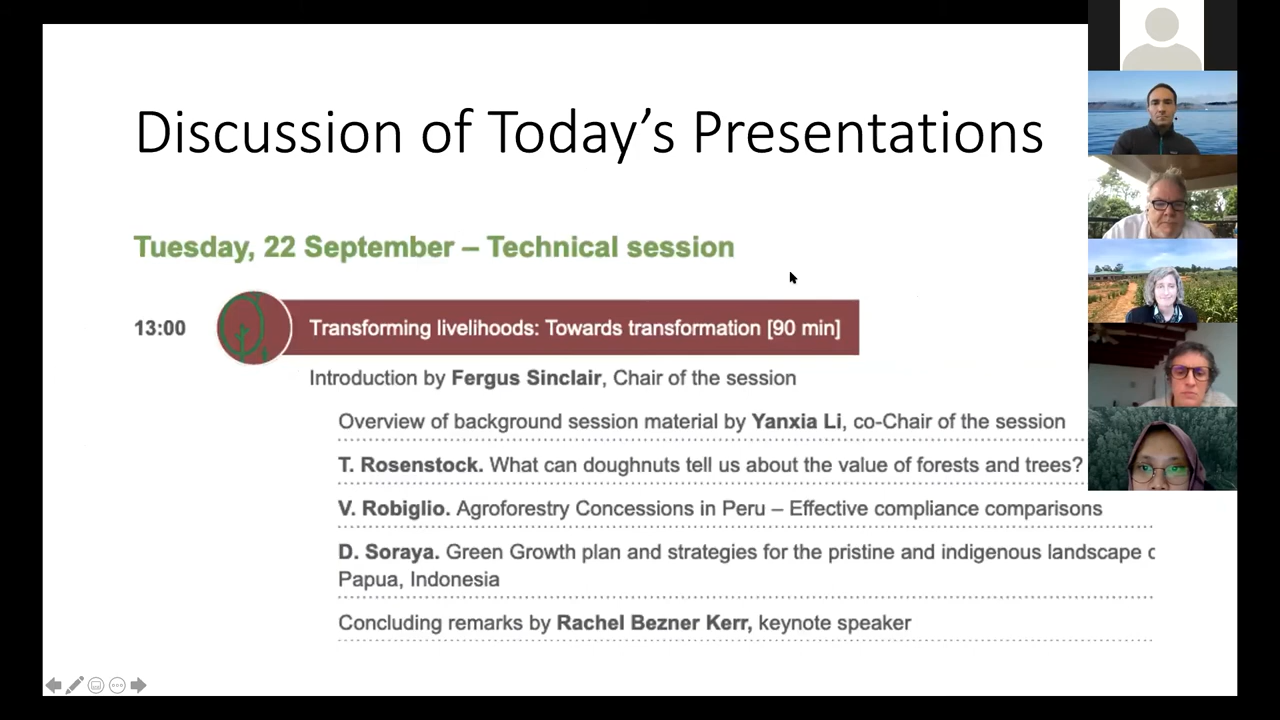 Discussion of Today's Presentations
Tuesday, 22 September – Technical session
13:00
Transforming livelihoods: Towards transformation [90 min]
Introduction by Fergus Sinclair, Chair of the session
Overview of background session material by Yanxia Li, co-Chair of the session
T. Rosenstock. What can doughnuts tell us about the value of forests and trees?
V. Robiglio. Agroforestry Concessions in Peru – Effective compliance comparisons
D. Soraya. Green Growth plan and strategies for the pristine and indigenous landscape
Papua, Indonesia
Concluding remarks by Rachel Bezner Kerr, keynote speaker